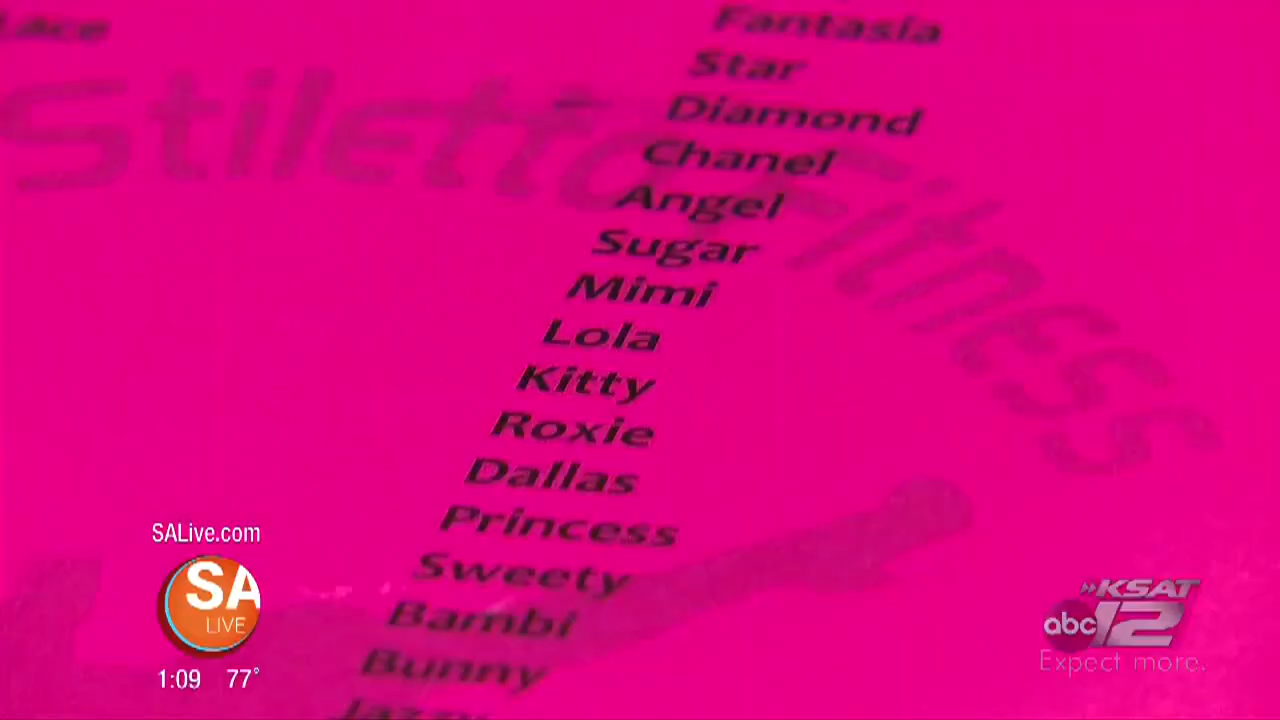 Lace
Fantasia
Star
Diamond
Chanel
Angel
Sugar
Mimi
Lola
Kitty
Roxie
Dallas
Princess
Sweety
Bambi
Bunny
Stiletto Fitness
SALive.com
SA
LIVE
1:09 77°
KSAT
abc 12
Expect more.